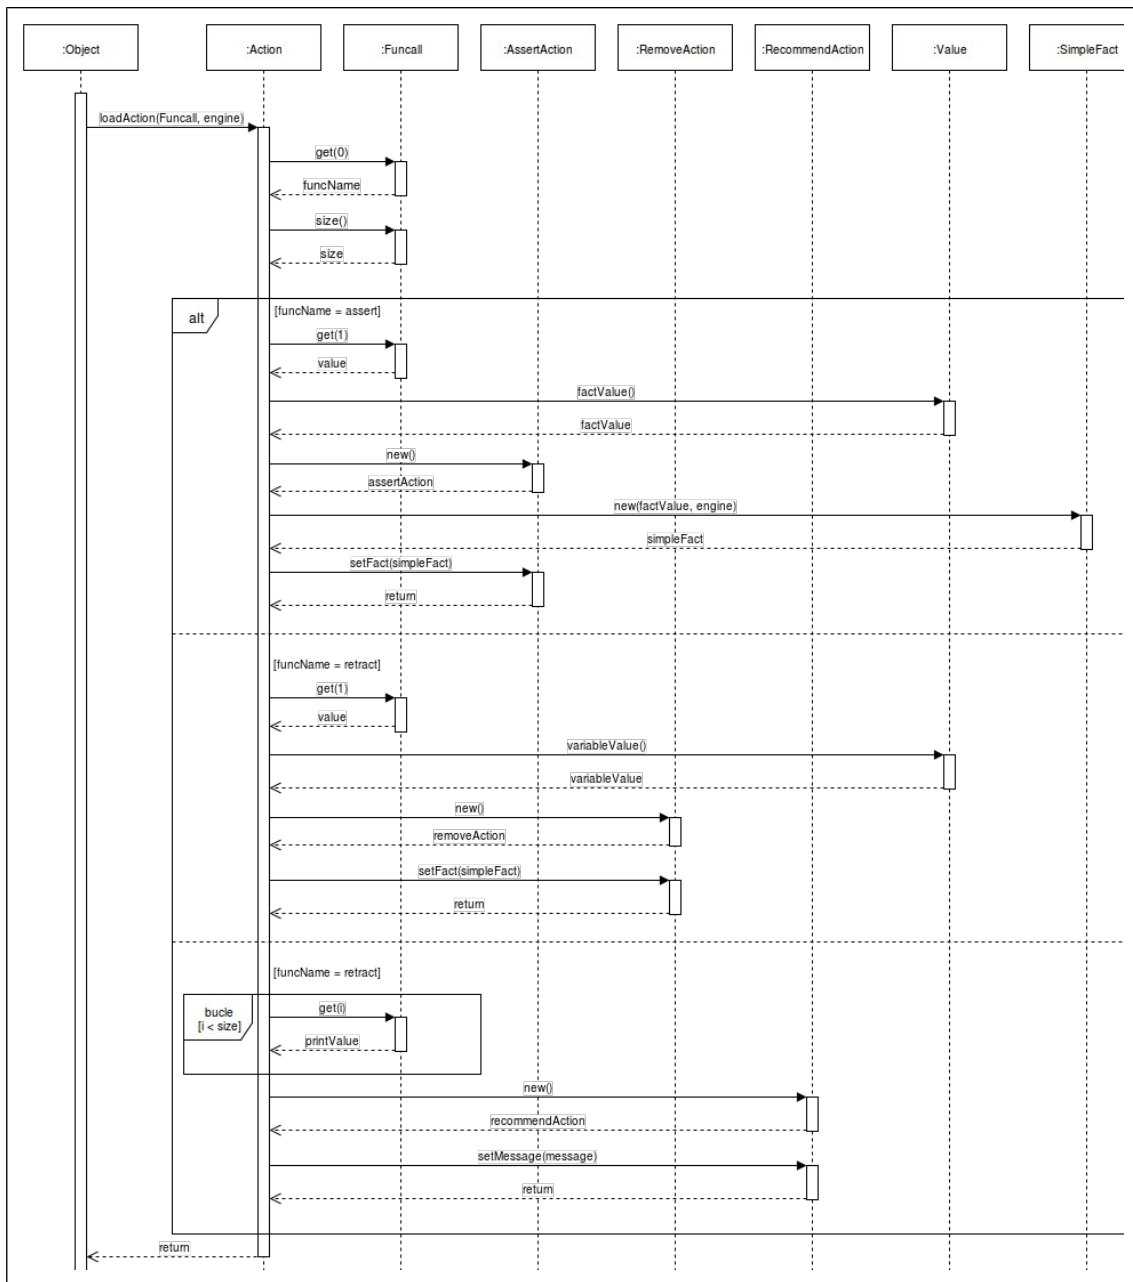 :Object
:Action
:Funcall
:AssertAction
:RemoveAction
:RecommendAction
:Value
:SimpleFact
loadAction(Funcall, engine)
get(0)
funcName
size()
size
alt
[funcName = assert]
get(1)
value
factValue()
factValue
new()
assertAction
new(factValue, engine)
simpleFact
setFact(simpleFact)
return
[funcName = retract]
get(1)
value
variableValue()
variableValue
new()
removeAction
setFact(simpleFact)
return
[funcName = retract]
bucle
[i < size]
get(i)
printValue
new()
recommendAction
setMessage(message)
return
return